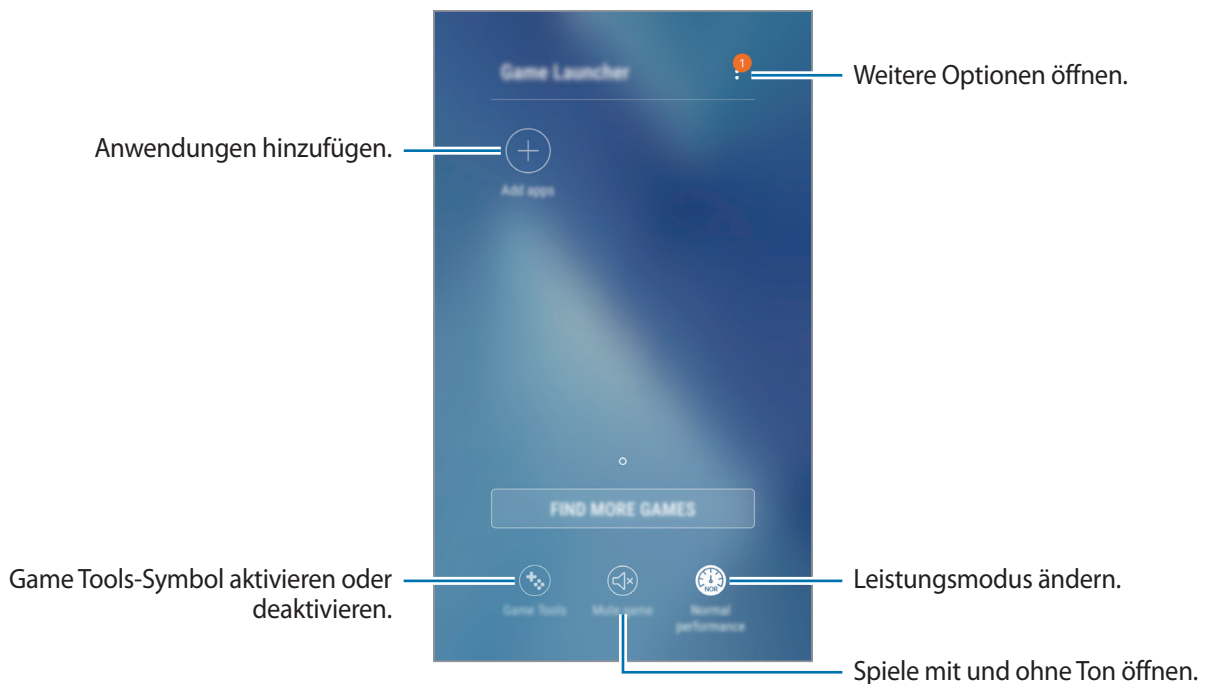 Game Launcher
1
Weitere Optionen öffnen.
Anwendungen hinzufügen.
Add apps
FIND MORE GAMES
Game Tools-Symbol aktivieren oder
deaktivieren.
NOR
Leistungsmodus ändern.
Game Tools
Mute game
Normal
performance
Spiele mit und ohne Ton öffnen.